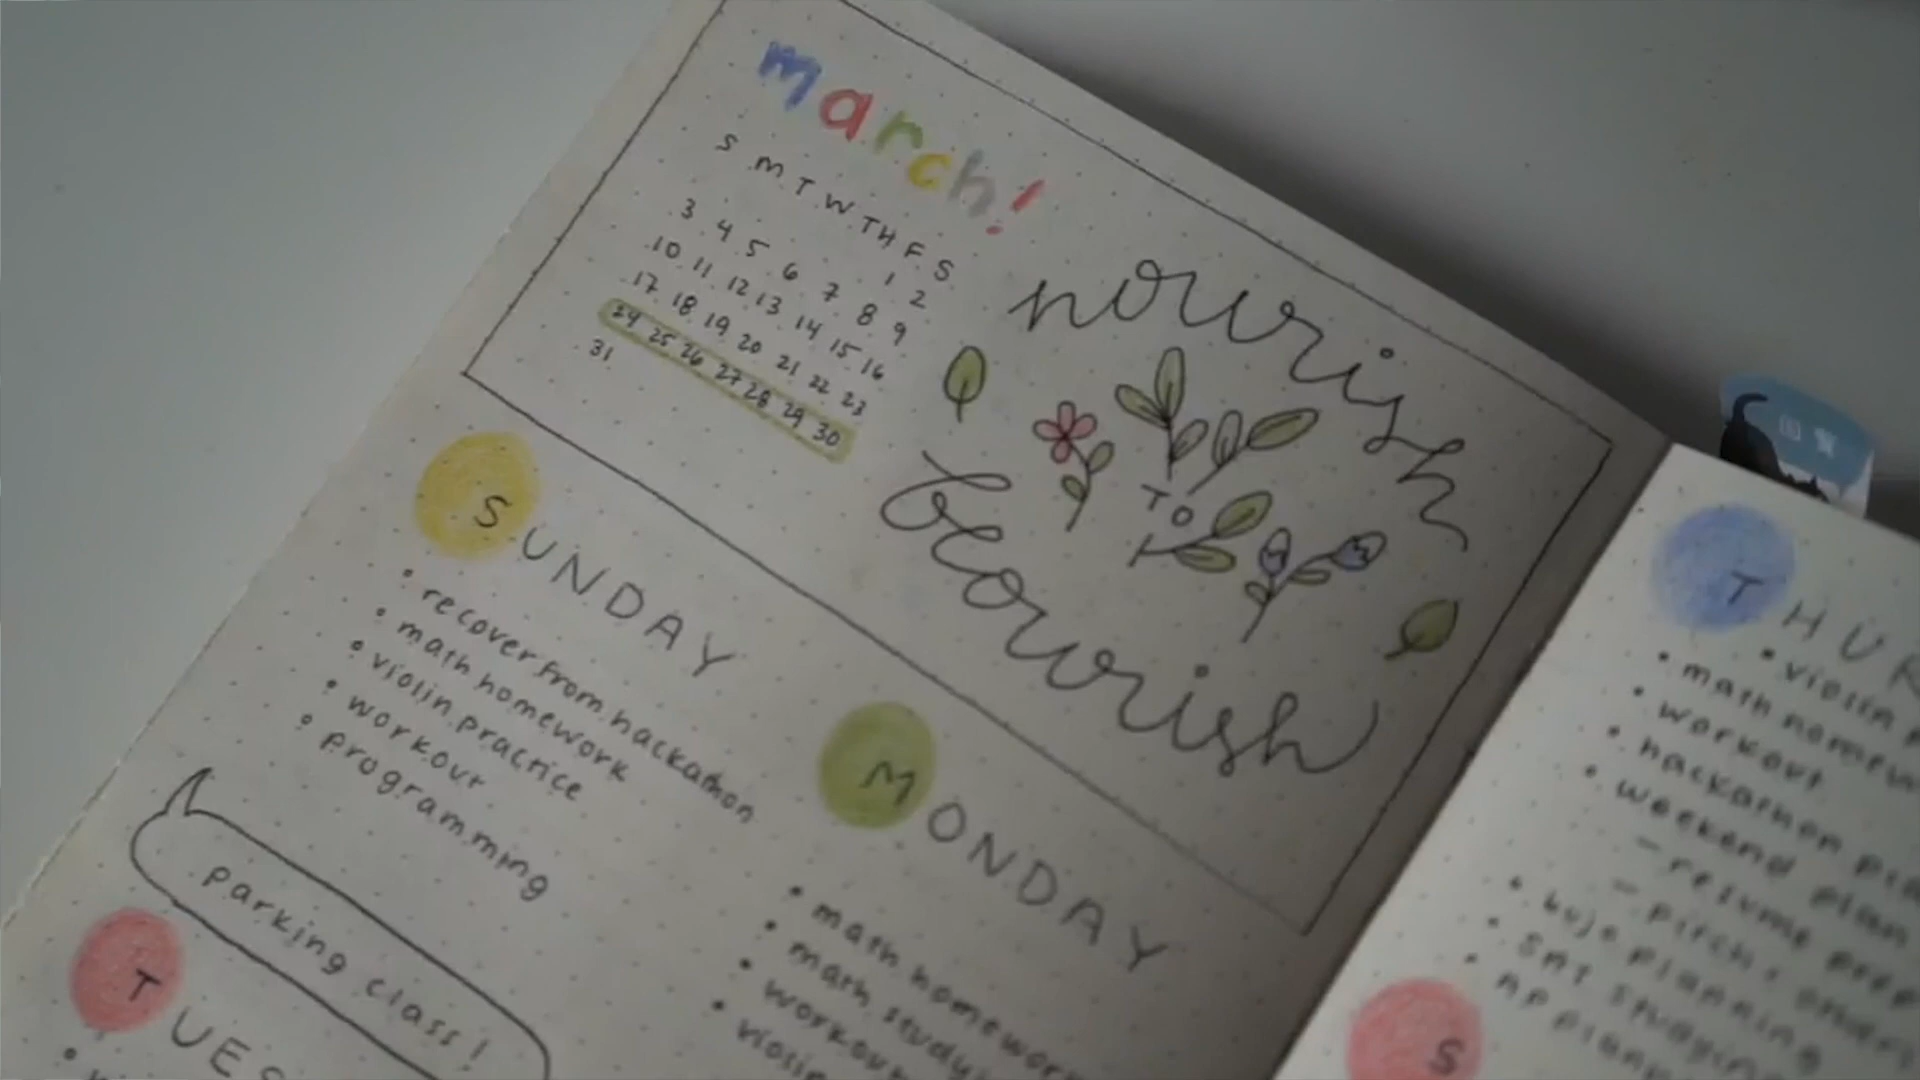 march!
S M T W TH F S
1 2
3 4 5 6 7 8 9
10 11 12 13 14 15 16
17 18 19 20 21 22 23
24 25 26 27 28 29 30
31
nourish
TO
flourish
SUNDAY
• recover from hackathon
• math homework
• violin practice
• workout
• programming
parking class!
MONDAY
• math homework
• math
• workout
• violin
TUES
THUR
• violin
• math
• workout
• hackathon
• weekend plan
- resume prep
- pitch
• bujo planning
• SAT studying
• AP
S